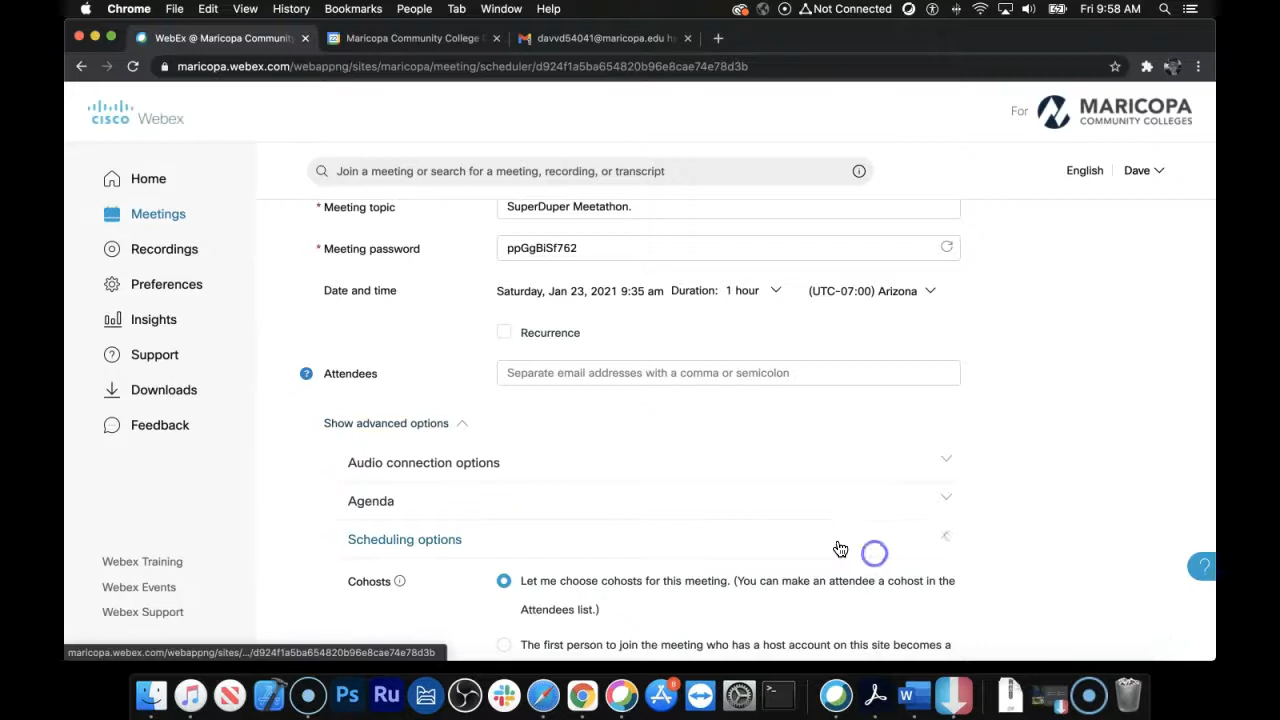 Chrome File Edit View History Bookmarks People Tab Window Help Not Connected Fri 9:58 AM
WebEx @ Maricopa Community Maricopa Community College davvd54041@maricopa.edu
maricopa.webex.com/webappng/sites/maricopa/meeting/scheduler/d924f1a5ba654820b96e8cae74e78d3b
CISCO Webex
For MARICOPA
COMMUNITY COLLEGES
Join a meeting or search for a meeting, recording, or transcript
English Dave
Home
Meetings
Recordings
Preferences
Insights
Support
Downloads
Feedback
Webex Training
Webex Events
Webex Support
* Meeting topic SuperDuper Meetathon.
* Meeting password ppGgBiSf762
Date and time Saturday, Jan 23, 2021 9:35 am Duration: 1 hour (UTC-07:00) Arizona
Recurrence
? Attendees Separate email addresses with a comma or semicolon
Show advanced options
Audio connection options
Agenda
Scheduling options
Cohosts Let me choose cohosts for this meeting. (You can make an attendee a cohost in the
Attendees list.)
The first person to join the meeting who has a host account on this site becomes a
?
maricopa.webex.com/webappng/sites/.../d924f1a5ba654820b96e8cae74e78d3b
Ps Ru 8 W